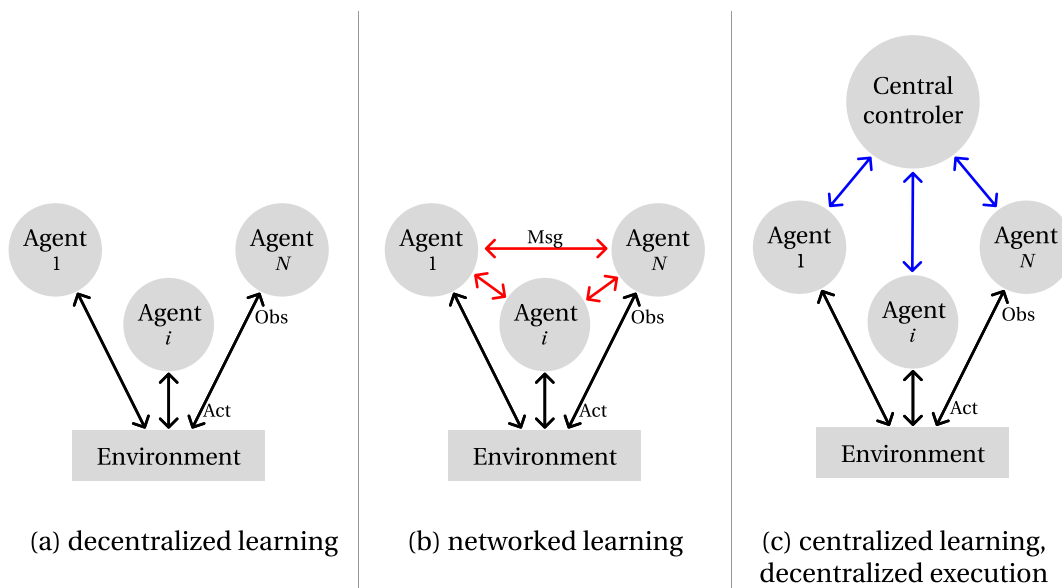 Agent
1
Agent
N
Agent
i
Obs
Act
Environment
(a) decentralized learning
Agent
1
Msg
Agent
N
Agent
i
Obs
Act
Environment
(b) networked learning
Central
controler
Agent
1
Agent
N
Agent
i
Obs
Act
Environment
(c) centralized learning,
decentralized execution